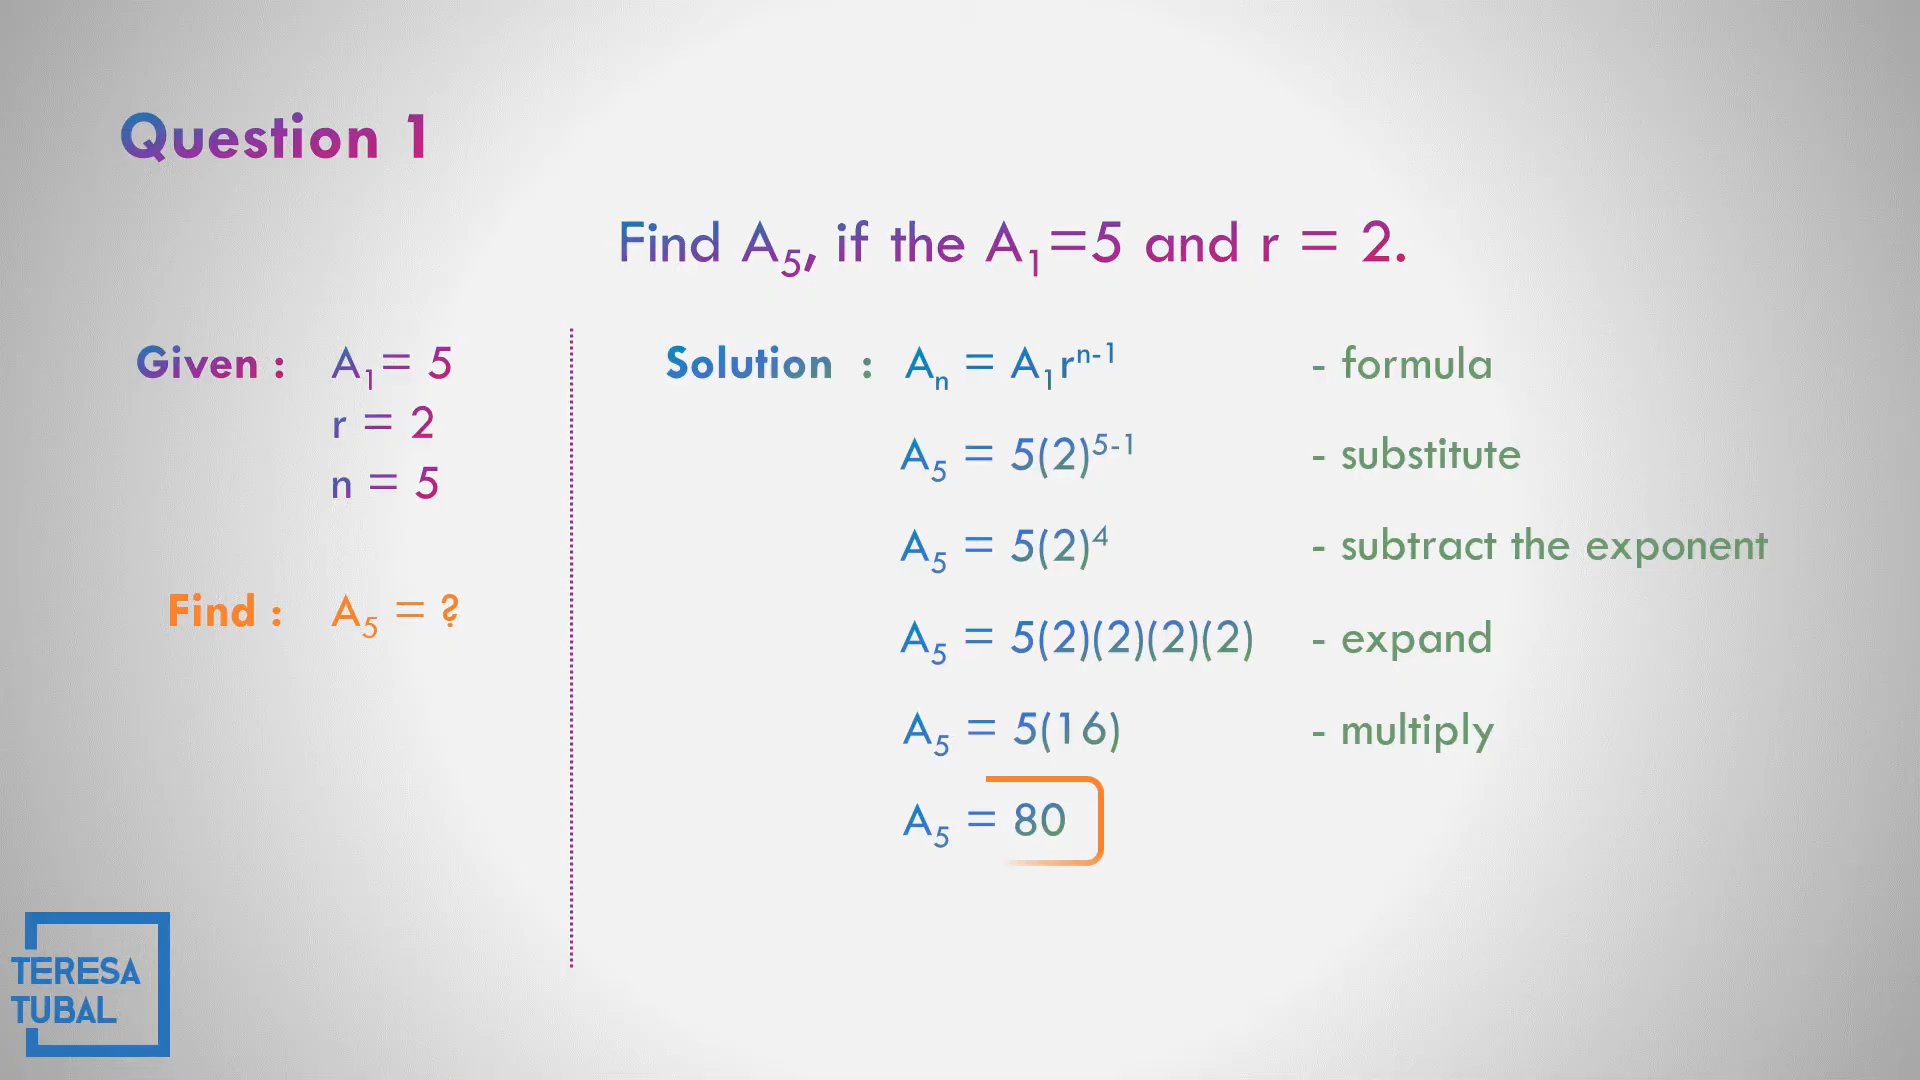 Question 1
Find A₅, if the A₁=5 and r = 2.
Given : A₁= 5
r = 2
n = 5
Find : A₅ = ?
Solution : Aₙ = A₁rⁿ⁻¹ - formula
A₅ = 5(2)⁵⁻¹ - substitute
A₅ = 5(2)⁴ - subtract the exponent
A₅ = 5(2)(2)(2)(2) - expand
A₅ = 5(16) - multiply
A₅ = 80
TERESA
TUBAL